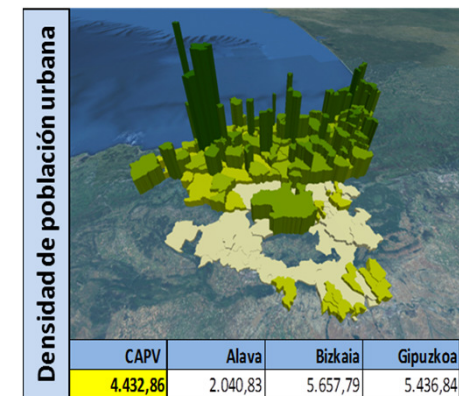 Densidad de población urbana
CAPV Alava Bizkaia Gipuzkoa
4.432,86 2.040,83 5.657,79 5.436,84